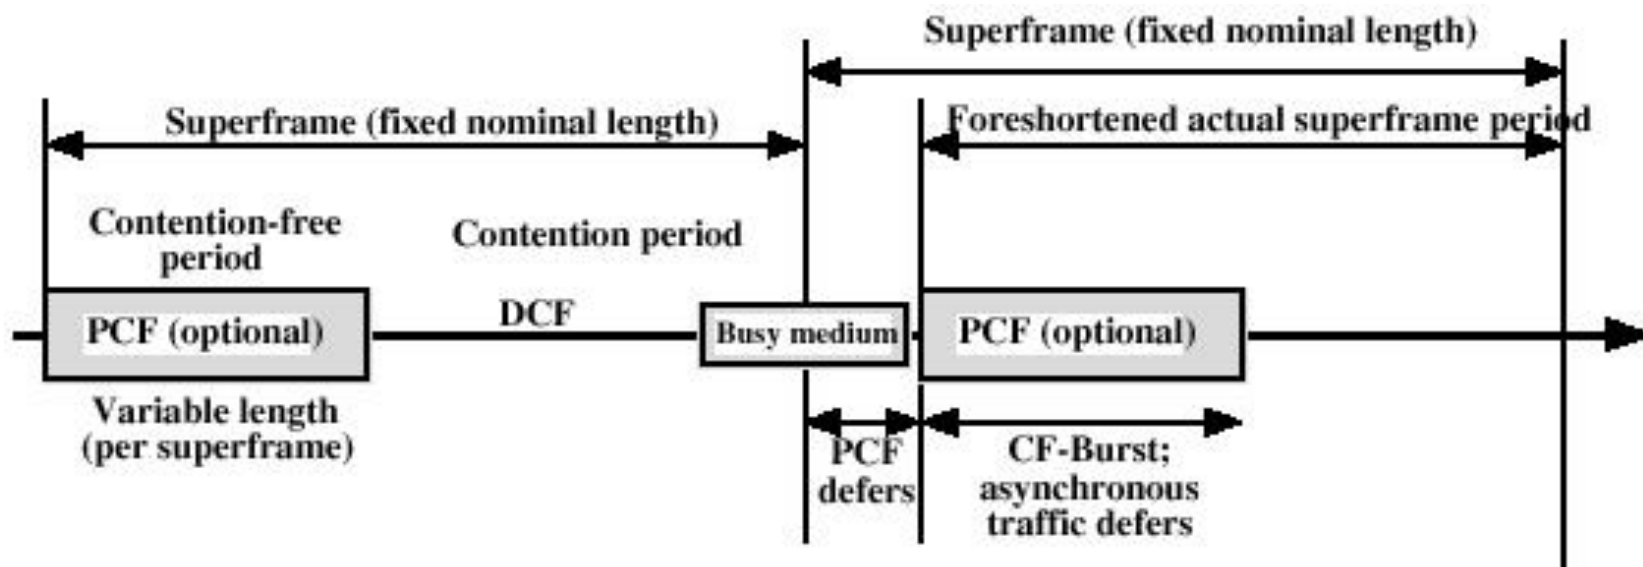 Superframe (fixed nominal length)
Superframe (fixed nominal length)
Foreshortened actual superframe period
Contention-free
period
Contention period
PCF (optional)
DCF
Busy medium
PCF (optional)
Variable length
(per superframe)
PCF
defers
CF-Burst;
asynchronous
traffic defers